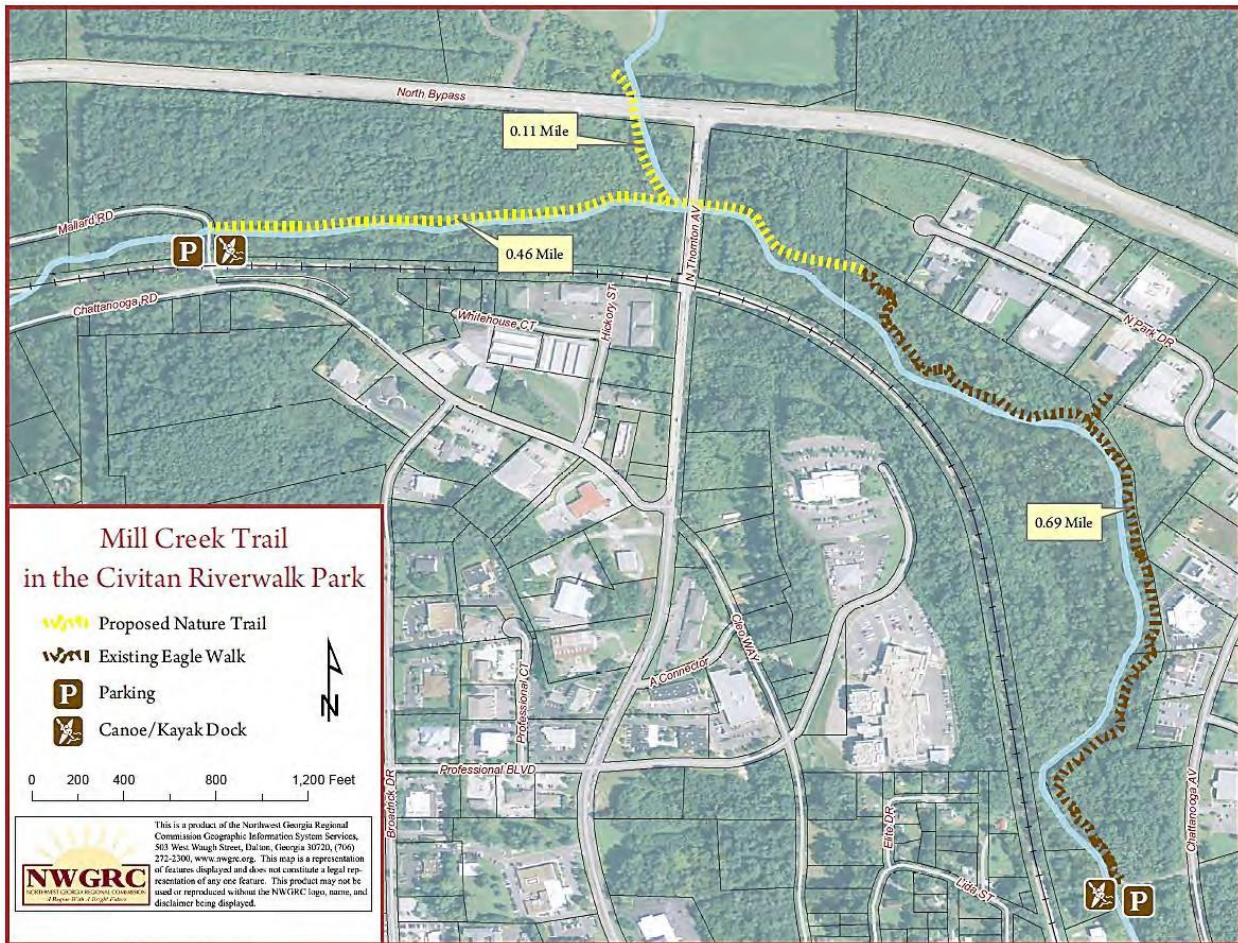 North Bypass
0.11 Mile
Mallard RD
N Thornton AV
0.46 Mile
Chattanooga RD
Whitehouse CT
Hickory ST
N Park DR
0.69 Mile
Cleo WAY
A Connector
Professional CT
Professional BLVD
Broadrick DR
Elite DR
Lida ST
Chattanooga AV
P
P
Mill Creek Trail
in the Civitan Riverwalk Park
Proposed Nature Trail
Existing Eagle Walk
P
Parking
Canoe/Kayak Dock
N
0 200 400 800 1,200 Feet
NWGRC
NORTHWEST GEORGIA REGIONAL COMMISSION
A Region With A Bright Future
This is a product of the Northwest Georgia Regional
Commission Geographic Information System Services,
503 West Waugh Street, Dalton, Georgia 30720, (706)
272-2300, www.nwgrc.org. This map is a representation
of features displayed and does not constitute a legal rep-
resentation of any one feature. This product may not be
used or reproduced without the NWGRC logo, name, and
disclaimer being displayed.